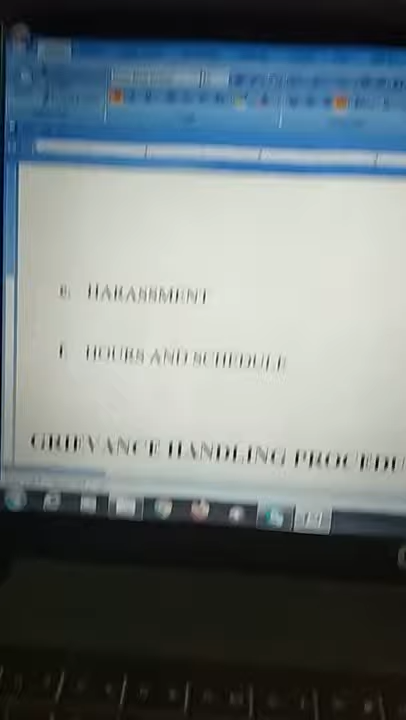 E. HARASSMENT
F. HOURS AND SCHEDULE
GRIEVANCE HANDLING PROCEDU